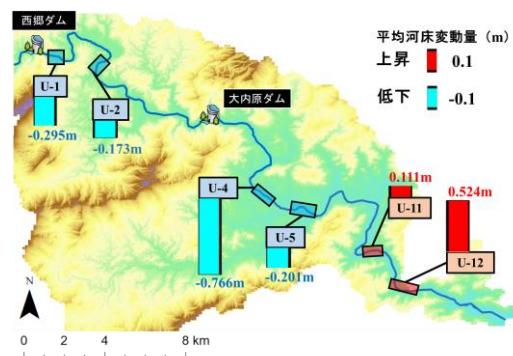 西郷ダム
平均河床変動量（m）
上昇 0.1
低下 -0.1
U-1
U-2
大内原ダム
-0.295m
-0.173m
U-4
0.111m
0.524m
U-11
U-5
U-12
-0.766m
-0.201m
N
0 2 4 8 km